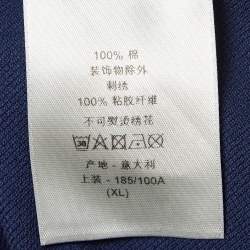 100% 棉
装饰物除外
刺绣
100% 粘胶纤维
不可熨烫绣花
30
产地 - 意大利
上装 - 185/100A
(XL)